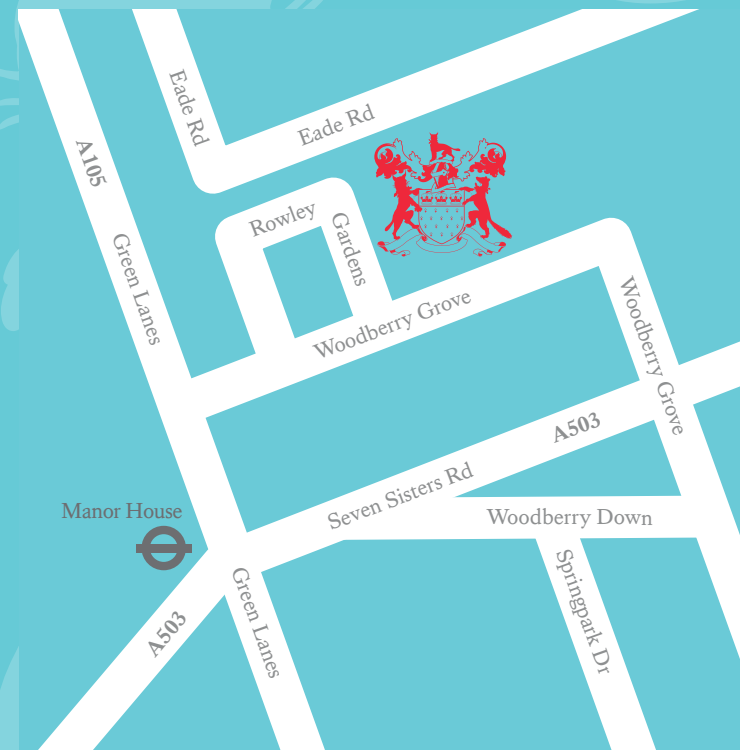 Eade Rd
Eade Rd
A105
Rowley
Gardens
Green Lanes
Woodberry Grove
Woodberry Grove
A503
Seven Sisters Rd
Manor House
Woodberry Down
Green Lanes
Springpark Dr
A503